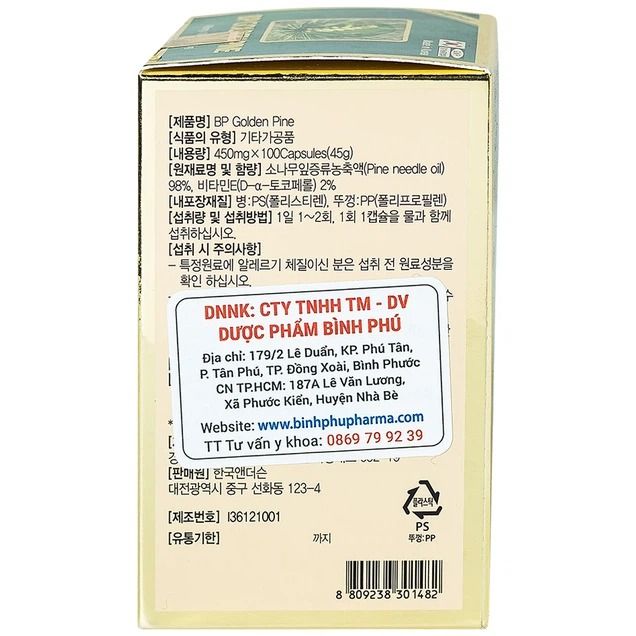 [제품명] BP Golden Pine
[식품의 유형] 기타가공품
[내용량] 450mg×100Capsules(45g)
[원재료명 및 함량] 소나무잎증류농축액(Pine needle oil)
98%, 비타민E(D-α-토코페롤) 2%
[내포장재질] 병:PS(폴리스티렌), 뚜껑:PP(폴리프로필렌)
[섭취량 및 섭취방법] 1일 1~2회, 1회 1캡슐을 물과 함께
섭취하십시오.
[섭취 시 주의사항]
- 특정원료에 알레르기 체질이신 분은 섭취 전 원료성분을
확인 하십시오.
수
DNNK: CTY TNHH TM - DV
DƯỢC PHẨM BÌNH PHÚ
Địa chỉ: 179/2 Lê Duẩn, KP. Phú Tân,
P. Tân Phú, TP. Đồng Xoài, Bình Phước
CN TP.HCM: 187A Lê Văn Lương,
Xã Phước Kiển, Huyện Nhà Bè
Website: www.binhphupharma.com
TT Tư vấn y khoa: 0869 79 92 39
[판매원] 한국앤더슨
대전광역시 중구 선화동 123-4
[제조번호] I36121001
[유통기한] 까지
플라스틱
PS
뚜껑:PP
8 809238 301482